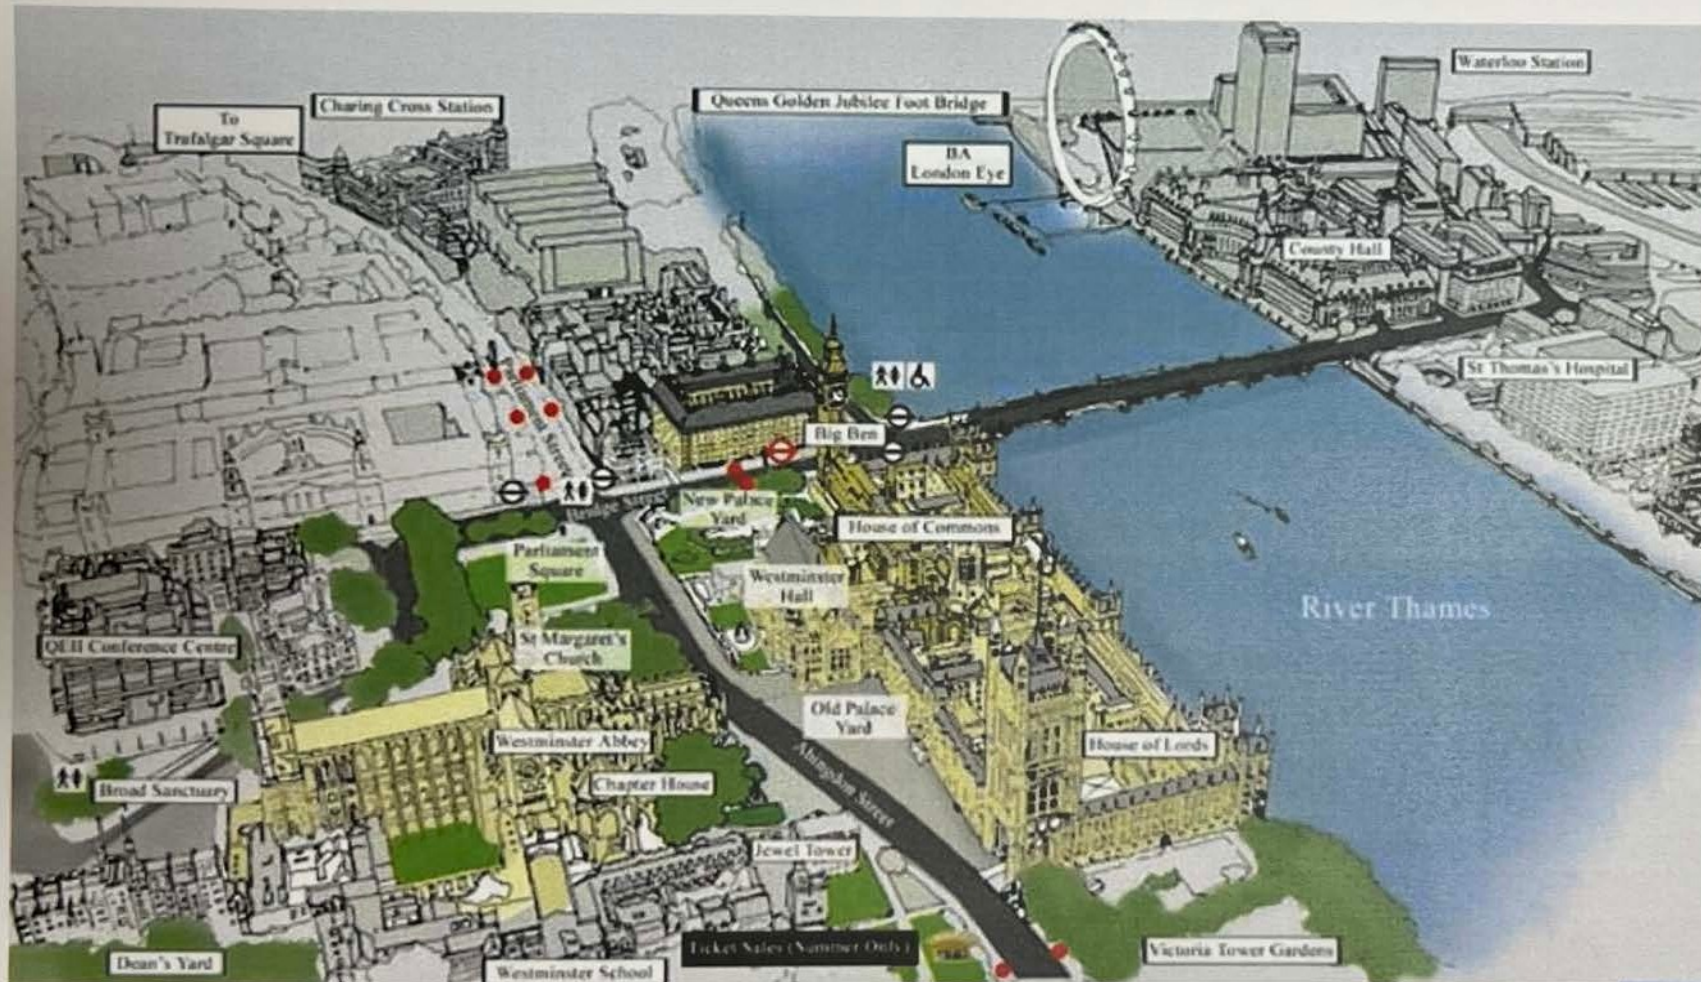 Waterloo Station
Queens Golden Jubilee Foot Bridge
Charing Cross Station
To
Trafalgar Square
BA
London Eye
County Hall
St Thomas's Hospital
Big Ben
Street
New Palace
Yard
Bridge
House of Commons
Parliament
Square
Westminster
Hall
River Thames
St Margaret's
Church
QEII Conference Centre
Old Palace
Yard
Westminster Abbey
House of Lords
Chapter House
Abingdon Street
Broad Sanctuary
Jewel Tower
Ticket Sales (Summer Only)
Victoria Tower Gardens
Dean's Yard
Westminster School